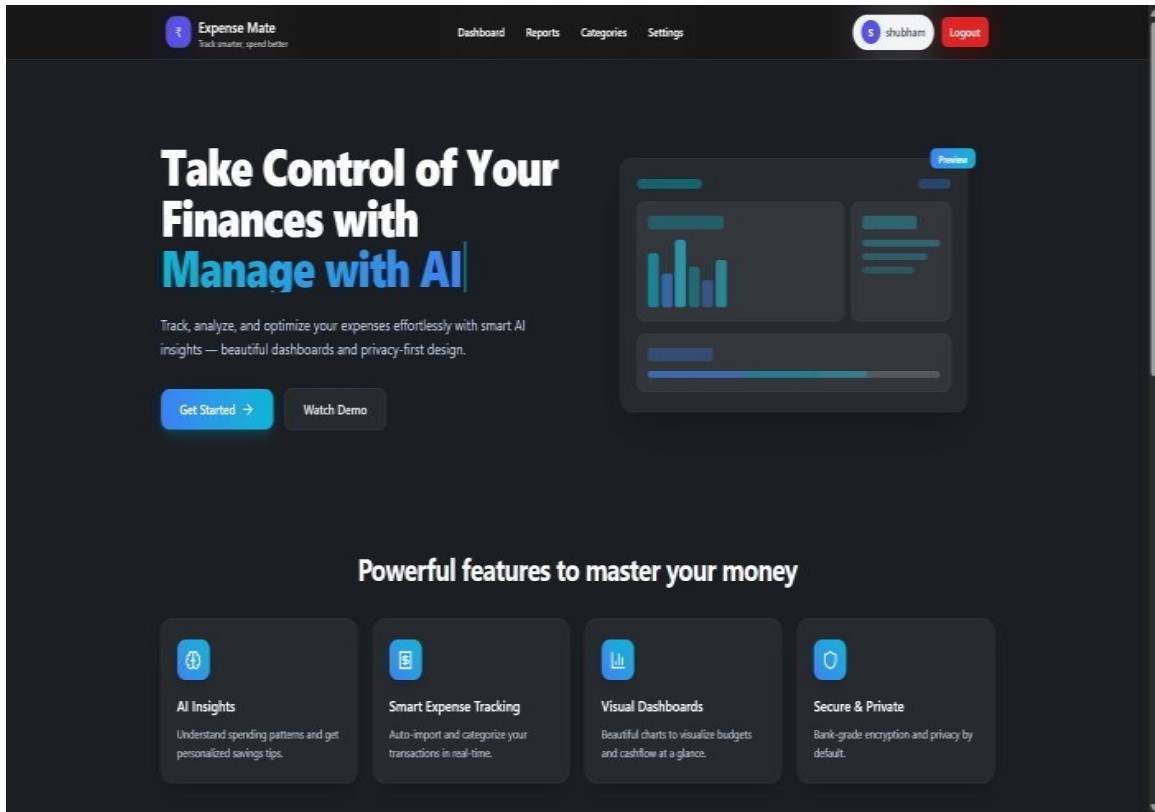 ₹
Expense Mate
Track smarter, spend better
Dashboard
Reports
Categories
Settings
S
shubham
Logout
Take Control of Your
Finances with
Manage with AI
Track, analyze, and optimize your expenses effortlessly with smart AI
insights — beautiful dashboards and privacy-first design.
Get Started →
Watch Demo
Preview
Powerful features to master your money
AI Insights
Understand spending patterns and get
personalized savings tips.
Smart Expense Tracking
Auto-import and categorize your
transactions in real-time.
Visual Dashboards
Beautiful charts to visualize budgets
and cashflow at a glance.
Secure & Private
Bank-grade encryption and privacy by
default.